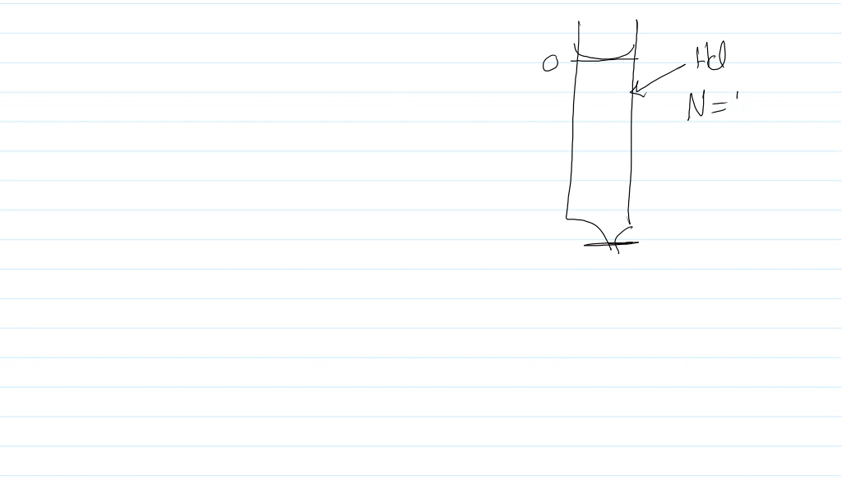 0
HCl
N = '